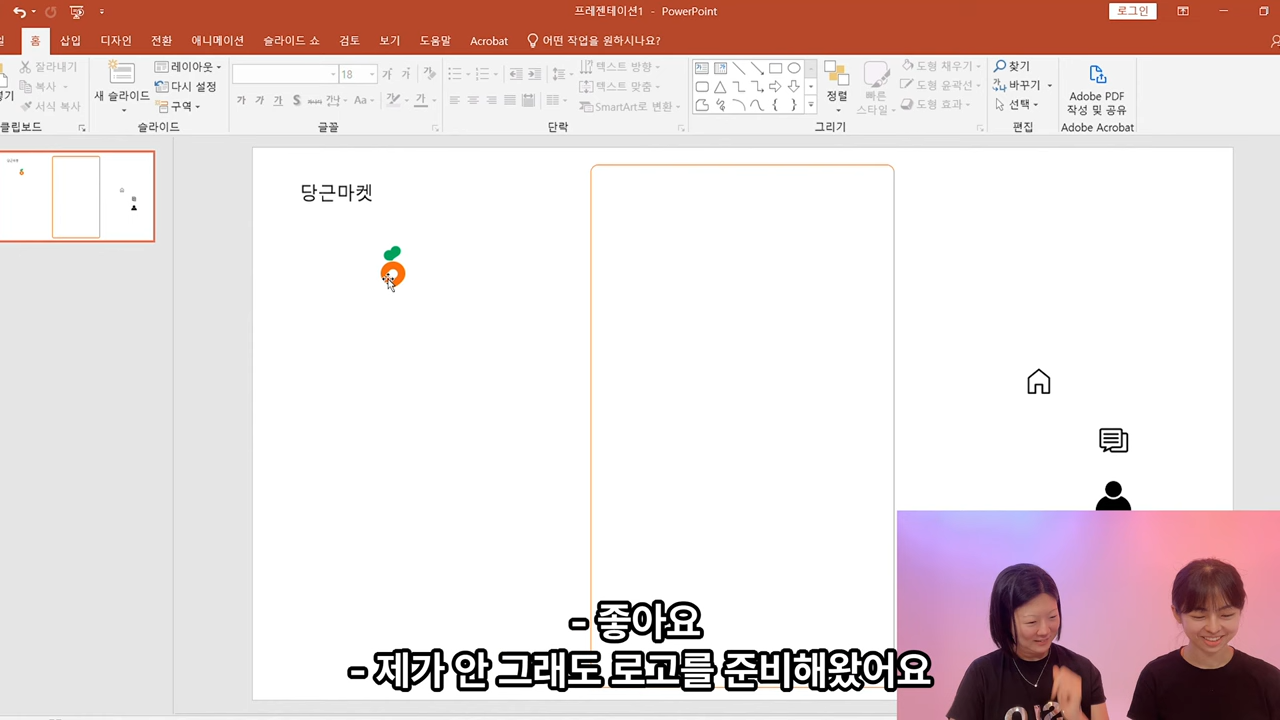 프레젠테이션1 - PowerPoint
로그인
홈 삽입 디자인 전환 애니메이션 슬라이드 쇼 검토 보기 도움말 Acrobat 어떤 작업을 원하시나요?
잘라내기
복사
서식 복사
클립보드
새 슬라이드
레이아웃
다시 설정
구역
슬라이드
18
가 가 가 S 가나 Aa 가
글꼴
텍스트 방향
텍스트 맞춤
SmartArt로 변환
단락
정렬
빠른 스타일
도형 채우기
도형 윤곽선
도형 효과
그리기
찾기
바꾸기
선택
편집
Adobe PDF
작성 및 공유
Adobe Acrobat
당근마켓
- 좋아요
- 제가 안 그래도 로고를 준비해왔어요